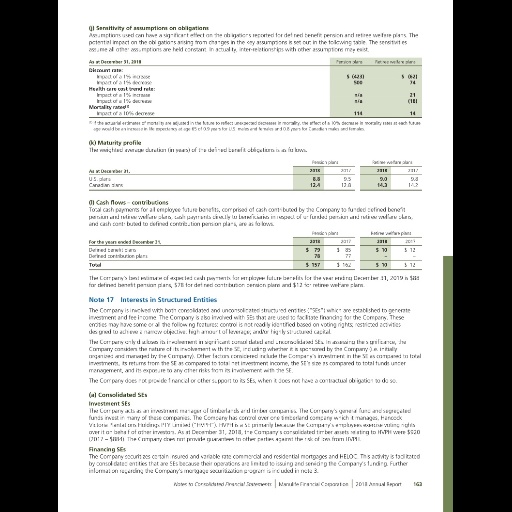 (j) Sensitivity of assumptions on obligations
Assumptions used can have a significant effect on the obligations reported for defined benefit pension and retiree welfare plans. The
potential impact on the obligations arising from changes in the key assumptions is set out in the following table. The sensitivities
assume all other assumptions are held constant. In actuality, inter-relationships with other assumptions may exist.
As at December 31, 2018 Pension plans Retiree welfare plans
Discount rate:
Impact of a 1% increase $ (423) $ (62)
Impact of a 1% decrease 500 74
Health care cost trend rate:
Impact of a 1% increase n/a 21
Impact of a 1% decrease n/a (18)
Mortality rates(1)
Impact of a 10% decrease 114 14
(1) If the actuarial estimates of mortality are adjusted in the future to reflect unexpected decreases in mortality, the effect of a 10% decrease in mortality rates at each future
age would be an increase in life expectancy at age 65 of 0.9 years for U.S. males and females and 0.8 years for Canadian males and females.
(k) Maturity profile
The weighted average duration (in years) of the defined benefit obligations is as follows.
Pension plans Retiree welfare plans
As at December 31, 2018 2017 2018 2017
U.S. plans 8.8 9.5 9.0 9.8
Canadian plans 12.4 12.8 14.3 14.2
(l) Cash flows – contributions
Total cash payments for all employee future benefits, comprised of cash contributed by the Company to funded defined benefit
pension and retiree welfare plans, cash payments directly to beneficiaries in respect of unfunded pension and retiree welfare plans,
and cash contributed to defined contribution pension plans, are as follows.
Pension plans Retiree welfare plans
For the years ended December 31, 2018 2017 2018 2017
Defined benefit plans $ 79 $ 85 $ 10 $ 12
Defined contribution plans 78 77 – –
Total $ 157 $ 162 $ 10 $ 12
The Company's best estimate of expected cash payments for employee future benefits for the year ending December 31, 2019 is $88
for defined benefit pension plans, $78 for defined contribution pension plans and $12 for retiree welfare plans.
Note 17 Interests in Structured Entities
The Company is involved with both consolidated and unconsolidated structured entities ("SEs") which are established to generate
investment and fee income. The Company is also involved with SEs that are used to facilitate financing for the Company. These
entities may have some or all of the following features: control is not readily identified based on voting rights; restricted activities
designed to achieve a narrow objective; high amount of leverage; and/or highly structured capital.
The Company only discloses its involvement in significant consolidated and unconsolidated SEs. In assessing the significance, the
Company considers the nature of its involvement with the SE, including whether it is sponsored by the Company (i.e. initially
organized and managed by the Company). Other factors considered include the Company's investment in the SE as compared to total
investments, its returns from the SE as compared to total net investment income, the SE's size as compared to total funds under
management, and its exposure to any other risks from its involvement with the SE.
The Company does not provide financial or other support to its SEs, when it does not have a contractual obligation to do so.
(a) Consolidated SEs
Investment SEs
The Company acts as an investment manager of timberlands and timber companies. The Company's general fund and segregated
funds invest in many of these companies. The Company has control over one timberland company which it manages, Hancock
Victoria Plantations Holdings PTY Limited ("HVPH"). HVPH is a SE primarily because the Company's employees exercise voting rights
over it on behalf of other investors. As at December 31, 2018, the Company's consolidated timber assets relating to HVPH were $920
(2017 – $884). The Company does not provide guarantees to other parties against the risk of loss from HVPH.
Financing SEs
The Company securitizes certain insured and variable rate commercial and residential mortgages and HELOC. This activity is facilitated
by consolidated entities that are SEs because their operations are limited to issuing and servicing the Company's funding. Further
information regarding the Company's mortgage securitization program is included in note 3.
Notes to Consolidated Financial Statements | Manulife Financial Corporation | 2018 Annual Report 163